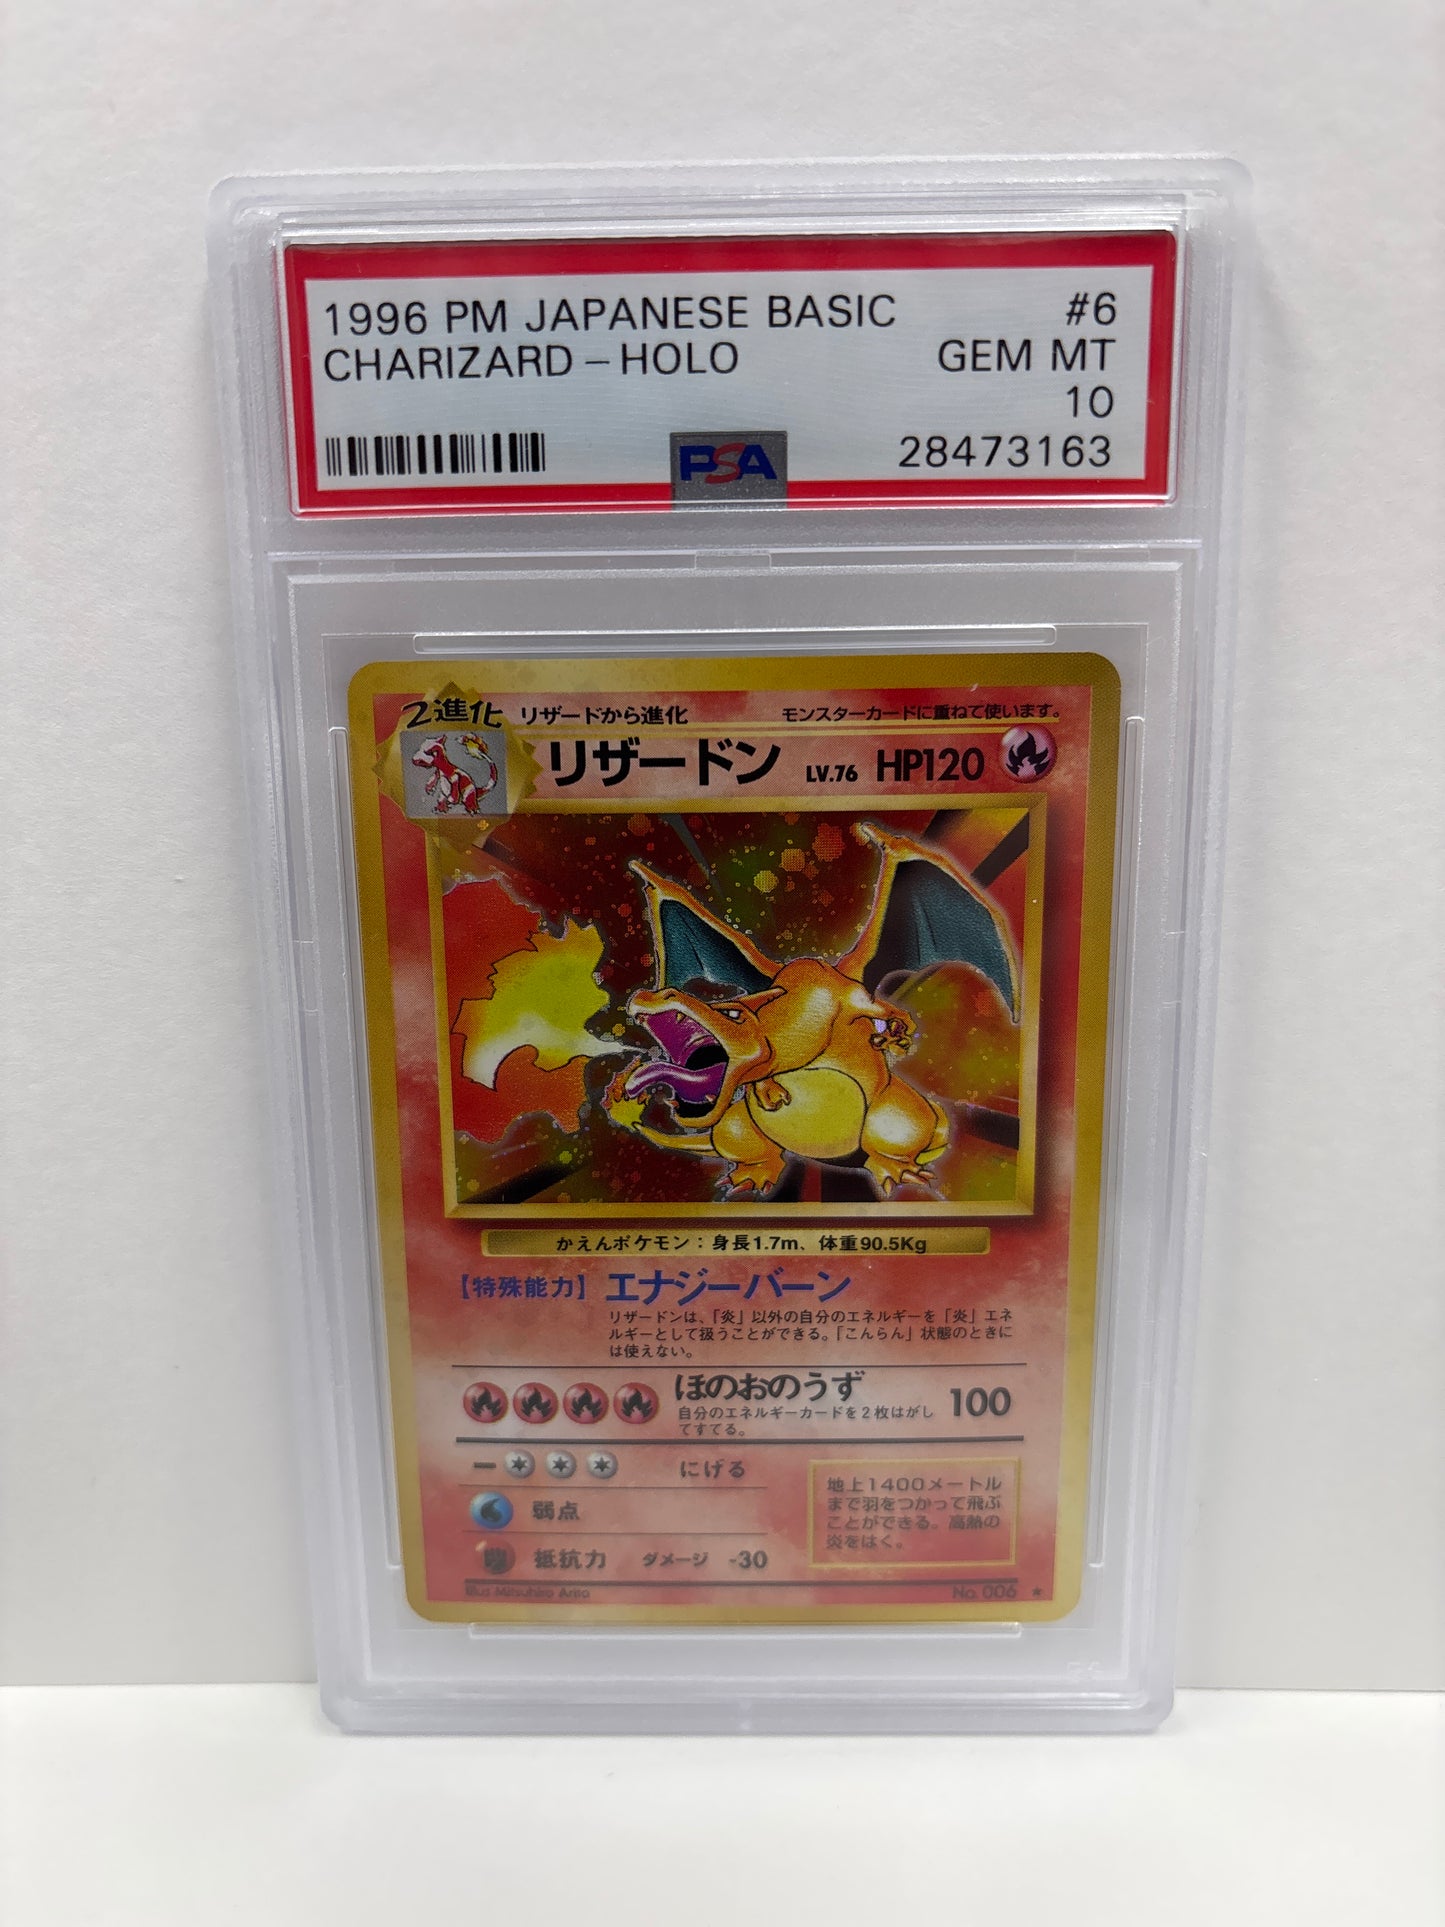 1996 PM JAPANESE BASIC #6
CHARIZARD - HOLO GEM MT
10
PSA 28473163
2進化 リザードから進化 モンスターカードに重ねて使います。
リザードン LV.76 HP120
かえんポケモン：身長1.7m、体重90.5Kg
【特殊能力】 エナジーバーン
リザードンは、「炎」以外の自分のエネルギーを「炎」エネ
ルギーとして扱うことができる。「こんらん」状態のときに
は使えない。
ほのおのうず 100
自分のエネルギーカードを2枚はがし
てすてる。
ー にげる
弱点
抵抗力 ダメージ -30
地上1400メートル
まで羽をつかって飛ぶ
ことができる。高熱の
炎をはく。
Illus. Mitsuhiro Arita No. 006 ★